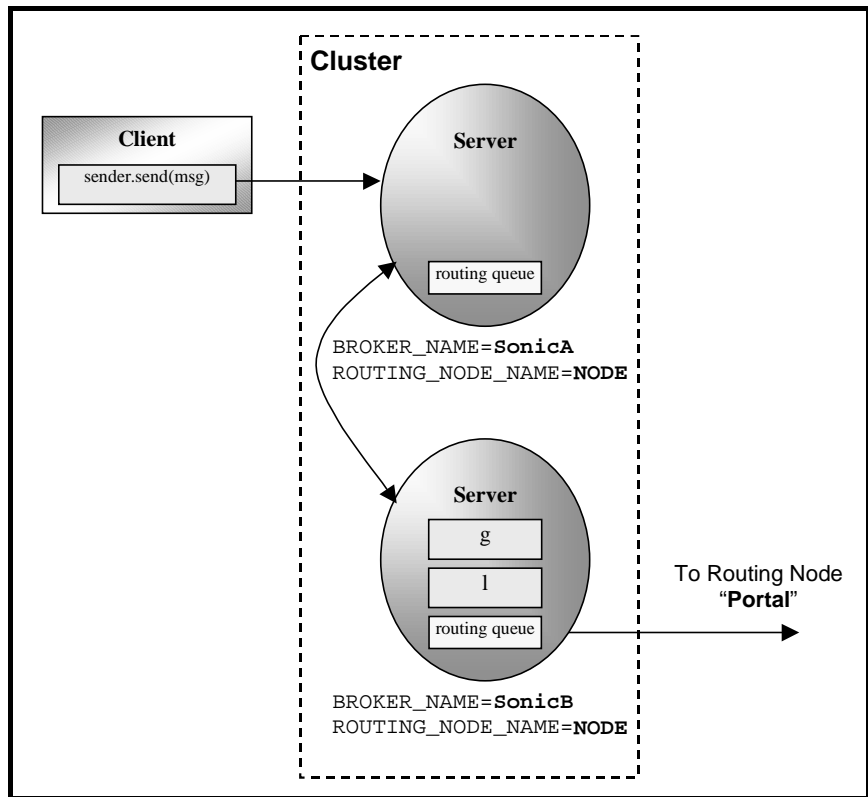 Cluster
Client
sender.send(msg)
Server
routing queue
BROKER_NAME=SonicA
ROUTING_NODE_NAME=NODE
Server
g
l
routing queue
To Routing Node
“Portal”
BROKER_NAME=SonicB
ROUTING_NODE_NAME=NODE